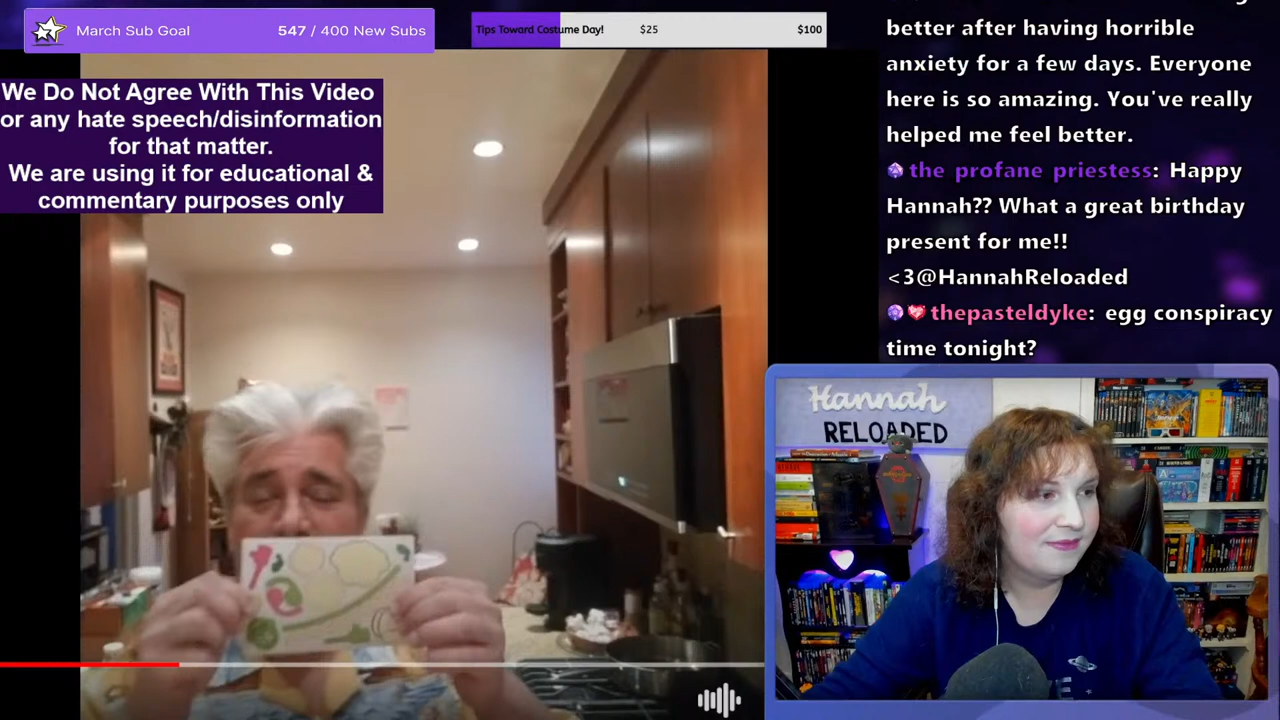 March Sub Goal
547 / 400 New Subs
Tips Toward Costume Day!
$25
$100
We Do Not Agree With This Video
or any hate speech/disinformation
for that matter.
We are using it for educational &
commentary purposes only
better after having horrible
anxiety for a few days. Everyone
here is so amazing. You've really
helped me feel better.
the profane priestess: Happy
Hannah?? What a great birthday
present for me!!
<3@HannahReloaded
thepasteldyke: egg conspiracy
time tonight?
Hannah
RELOADED